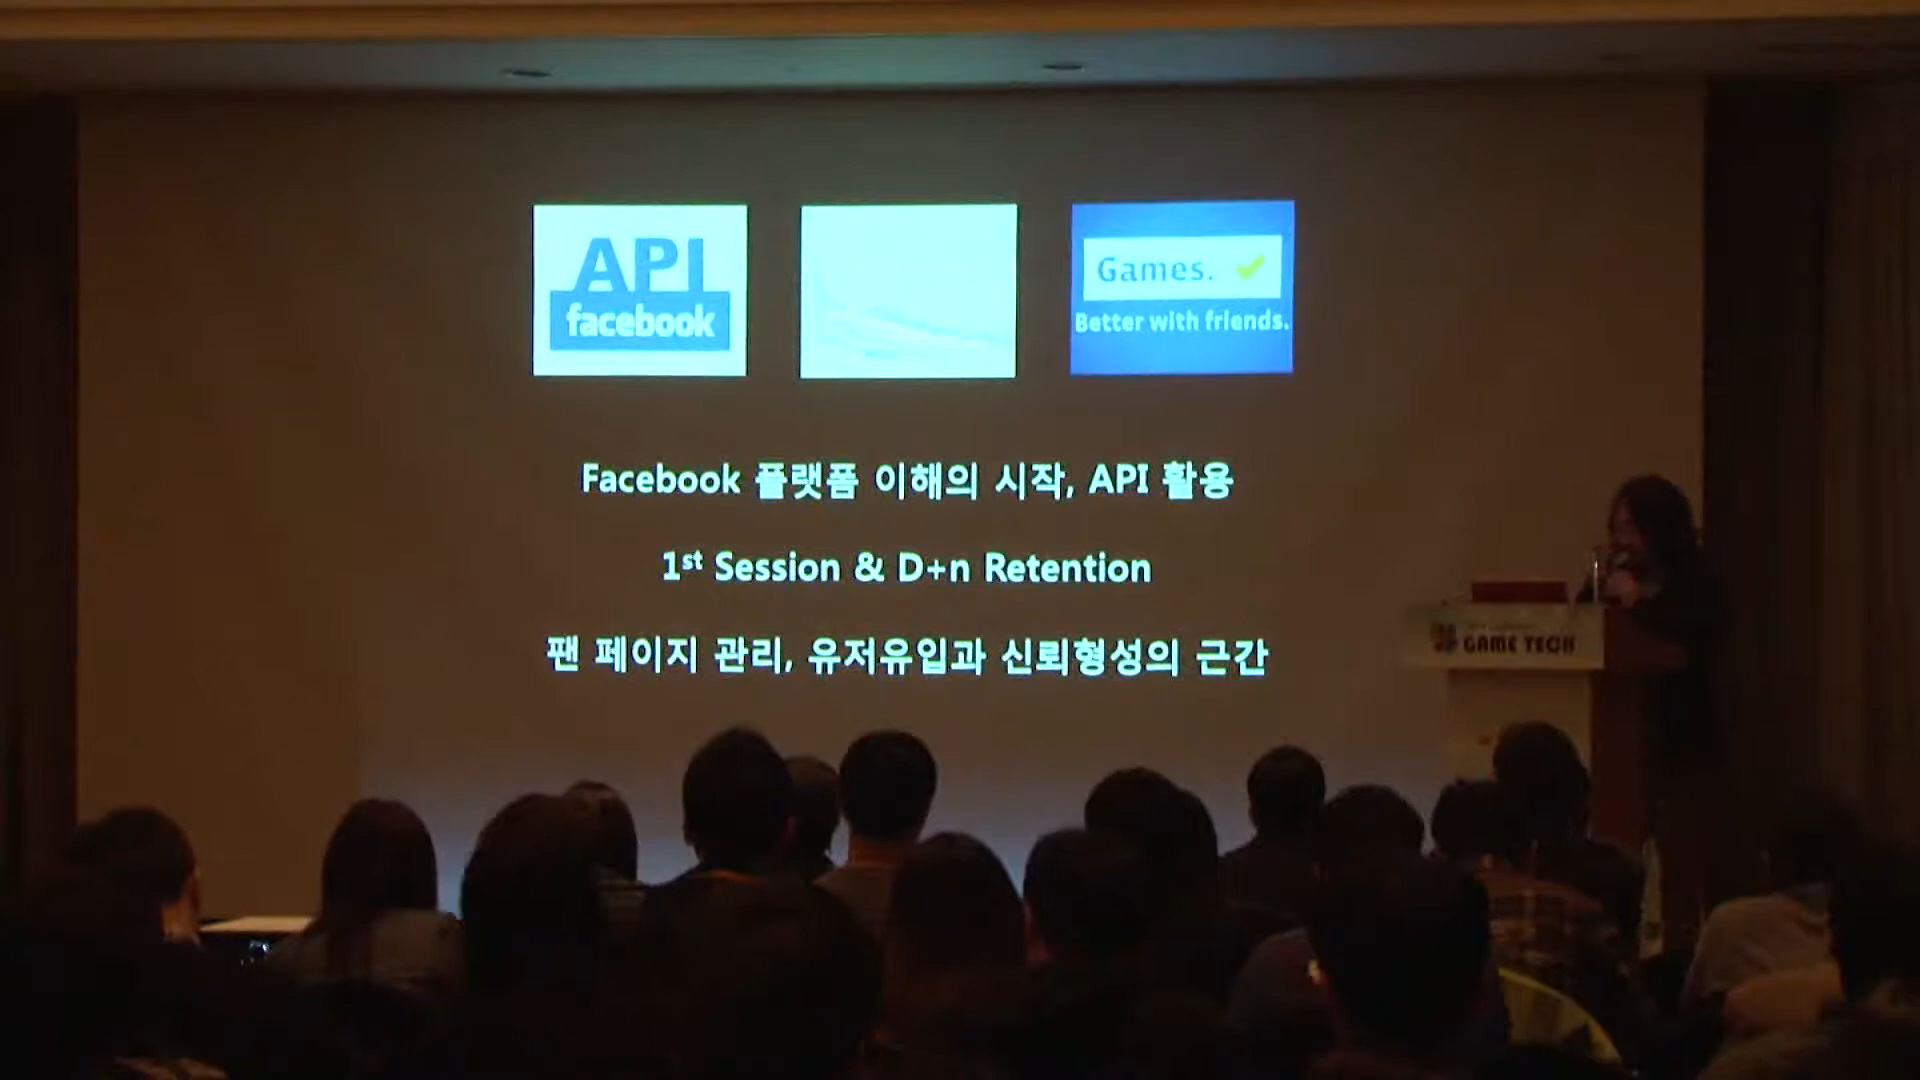 API
facebook
Games.
Better with friends.
Facebook 플랫폼 이해의 시작, API 활용
1st Session & D+n Retention
팬 페이지 관리, 유저유입과 신뢰형성의 근간
GAME TECH